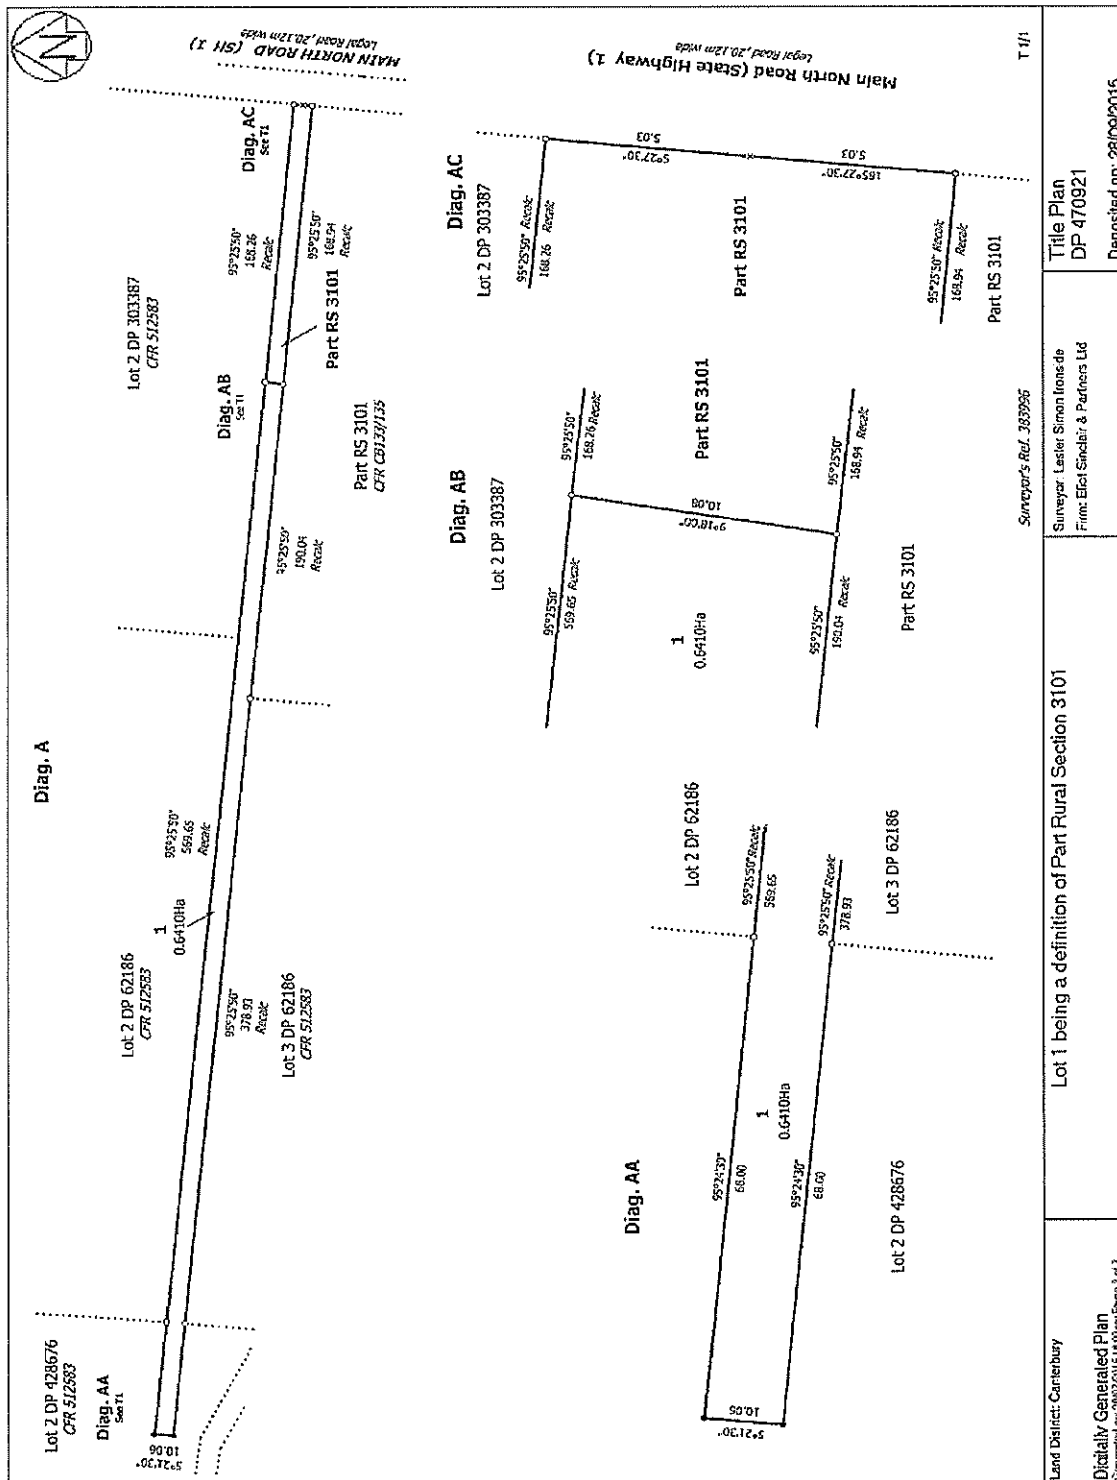 Diag. A
MAIN NORTH ROAD (SH 1)
Legal Road, 20.12m wide
Lot 2 DP 428676
CFR 512583
Diag. AA
See T1
5°21'30"
10.06
Lot 2 DP 62186
CFR 512583
1
0.6410Ha
95°25'50"
569.65
Recalc
95°25'50"
378.93
Recalc
Lot 3 DP 62186
CFR 512583
Lot 2 DP 303387
CFR 512583
Diag. AB
See T1
95°25'50"
190.04
Recalc
Part RS 3101
CFR CB133/135
95°25'50"
168.26
Recalc
95°25'50"
168.94
Recalc
Part RS 3101
Diag. AC
See T1
Diag. AA
5°21'30"
95°24'30"
68.00
1
0.6410Ha
95°24'30"
68.00
Lot 2 DP 428676
Lot 2 DP 62186
95°25'50" Recalc
569.65
95°25'50" Recalc
378.93
Lot 3 DP 62186
Diag. AB
Lot 2 DP 303387
95°25'50"
569.65 Recalc
95°25'50"
168.26 Recalc
1
0.6410Ha
9°18'00"
10.08
Part RS 3101
95°25'50"
190.04 Recalc
95°25'50"
168.94 Recalc
Part RS 3101
Diag. AC
Lot 2 DP 303387
95°25'50" Recalc
168.26 Recalc
5°27'30"
5.03
Part RS 3101
5.03
95°25'50" Recalc
168.94 Recalc
Part RS 3101
Main North Road (State Highway 1)
Legal Road, 20.12m wide
Surveyor's Ref. 383996
T 1/1
Land District: Canterbury
Digitally Generated Plan
Lot 1 being a definition of Part Rural Section 3101
Surveyor: Lester Simon Ironside
Firm: Eliot Sinclair & Partners Ltd
Title Plan
DP 470921
Deposited on: 28/09/2015